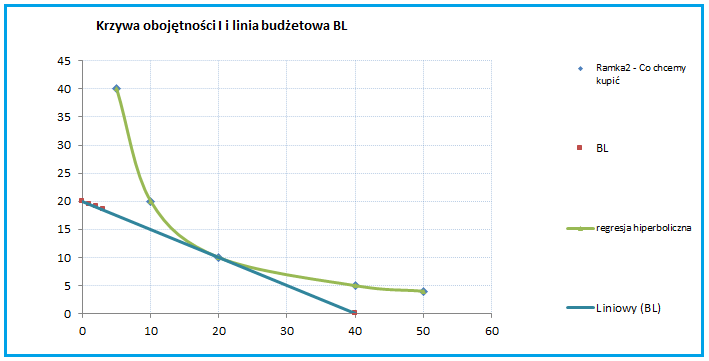 Krzywa obojętności I i linia budżetowa BL
45
40
35
30
25
20
15
10
5
0
0 10 20 30 40 50 60
Ramka2 - Co chcemy
kupić
BL
regresja hiperboliczna
Liniowy (BL)